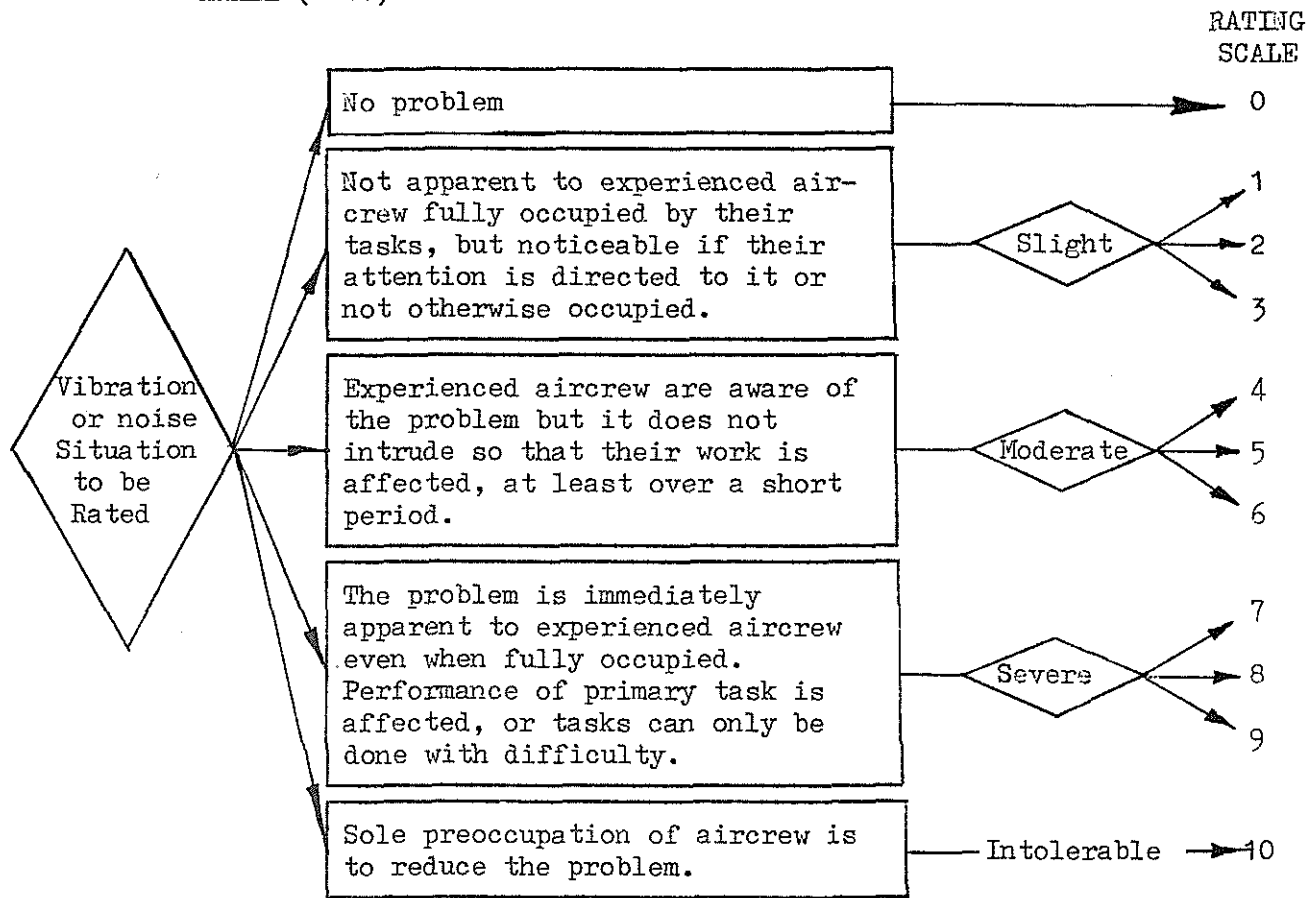 RATING
SCALE
No problem
0
Not apparent to experienced air-
crew fully occupied by their
tasks, but noticeable if their
attention is directed to it or
not otherwise occupied.
Slight
1
2
3
Vibration
or noise
Situation
to be
Rated
Experienced aircrew are aware of
the problem but it does not
intrude so that their work is
affected, at least over a short
period.
Moderate
4
5
6
The problem is immediately
apparent to experienced aircrew
even when fully occupied.
Performance of primary task is
affected, or tasks can only be
done with difficulty.
Severe
7
8
9
Sole preoccupation of aircrew is
to reduce the problem.
Intolerable
10